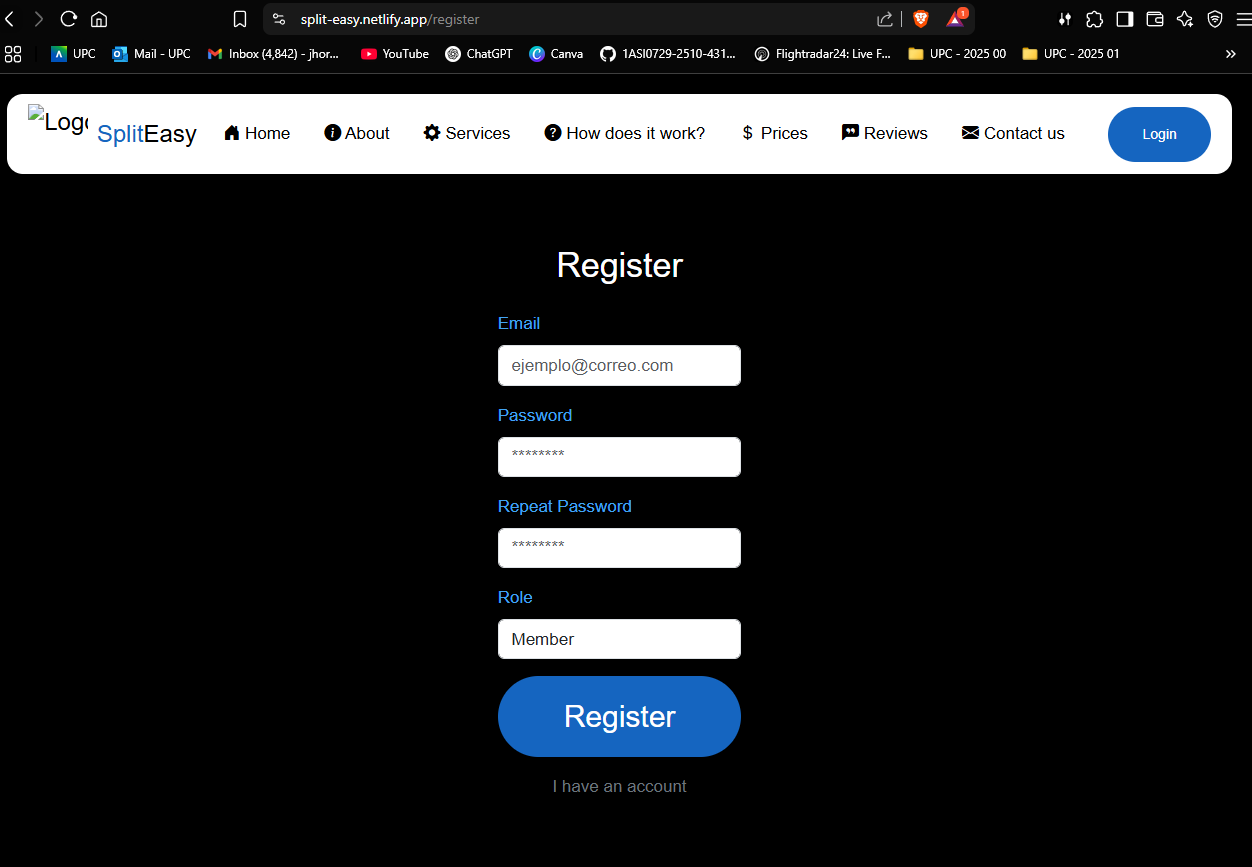 split-easy.netlify.app/register
1
UPC
Mail - UPC
Inbox (4,842) - jhor...
YouTube
ChatGPT
Canva
1ASI0729-2510-431...
Flightradar24: Live F...
UPC - 2025 00
UPC - 2025 01
»
Logo
SplitEasy
Home
About
Services
How does it work?
$ Prices
Reviews
Contact us
Login
Register
Email
ejemplo@correo.com
Password
********
Repeat Password
********
Role
Member
Register
I have an account